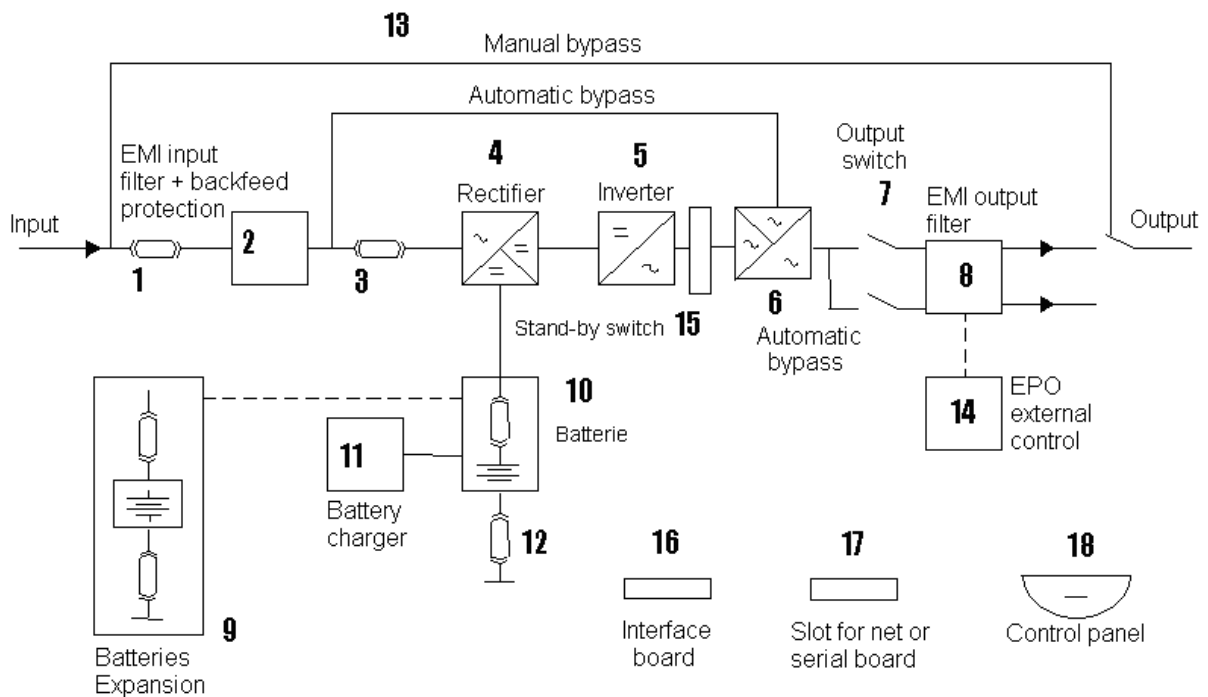 13
Manual bypass
Automatic bypass
EMI input
filter + backfeed
protection
4
Rectifier
5
Inverter
Output
switch
7
EMI output
filter
Input
Output
1
2
3
6
8
Stand-by switch 15
Automatic
bypass
10
Batterie
14
EPO
external
control
11
Battery
charger
12
9
Batteries
Expansion
16
Interface
board
17
Slot for net or
serial board
18
Control panel